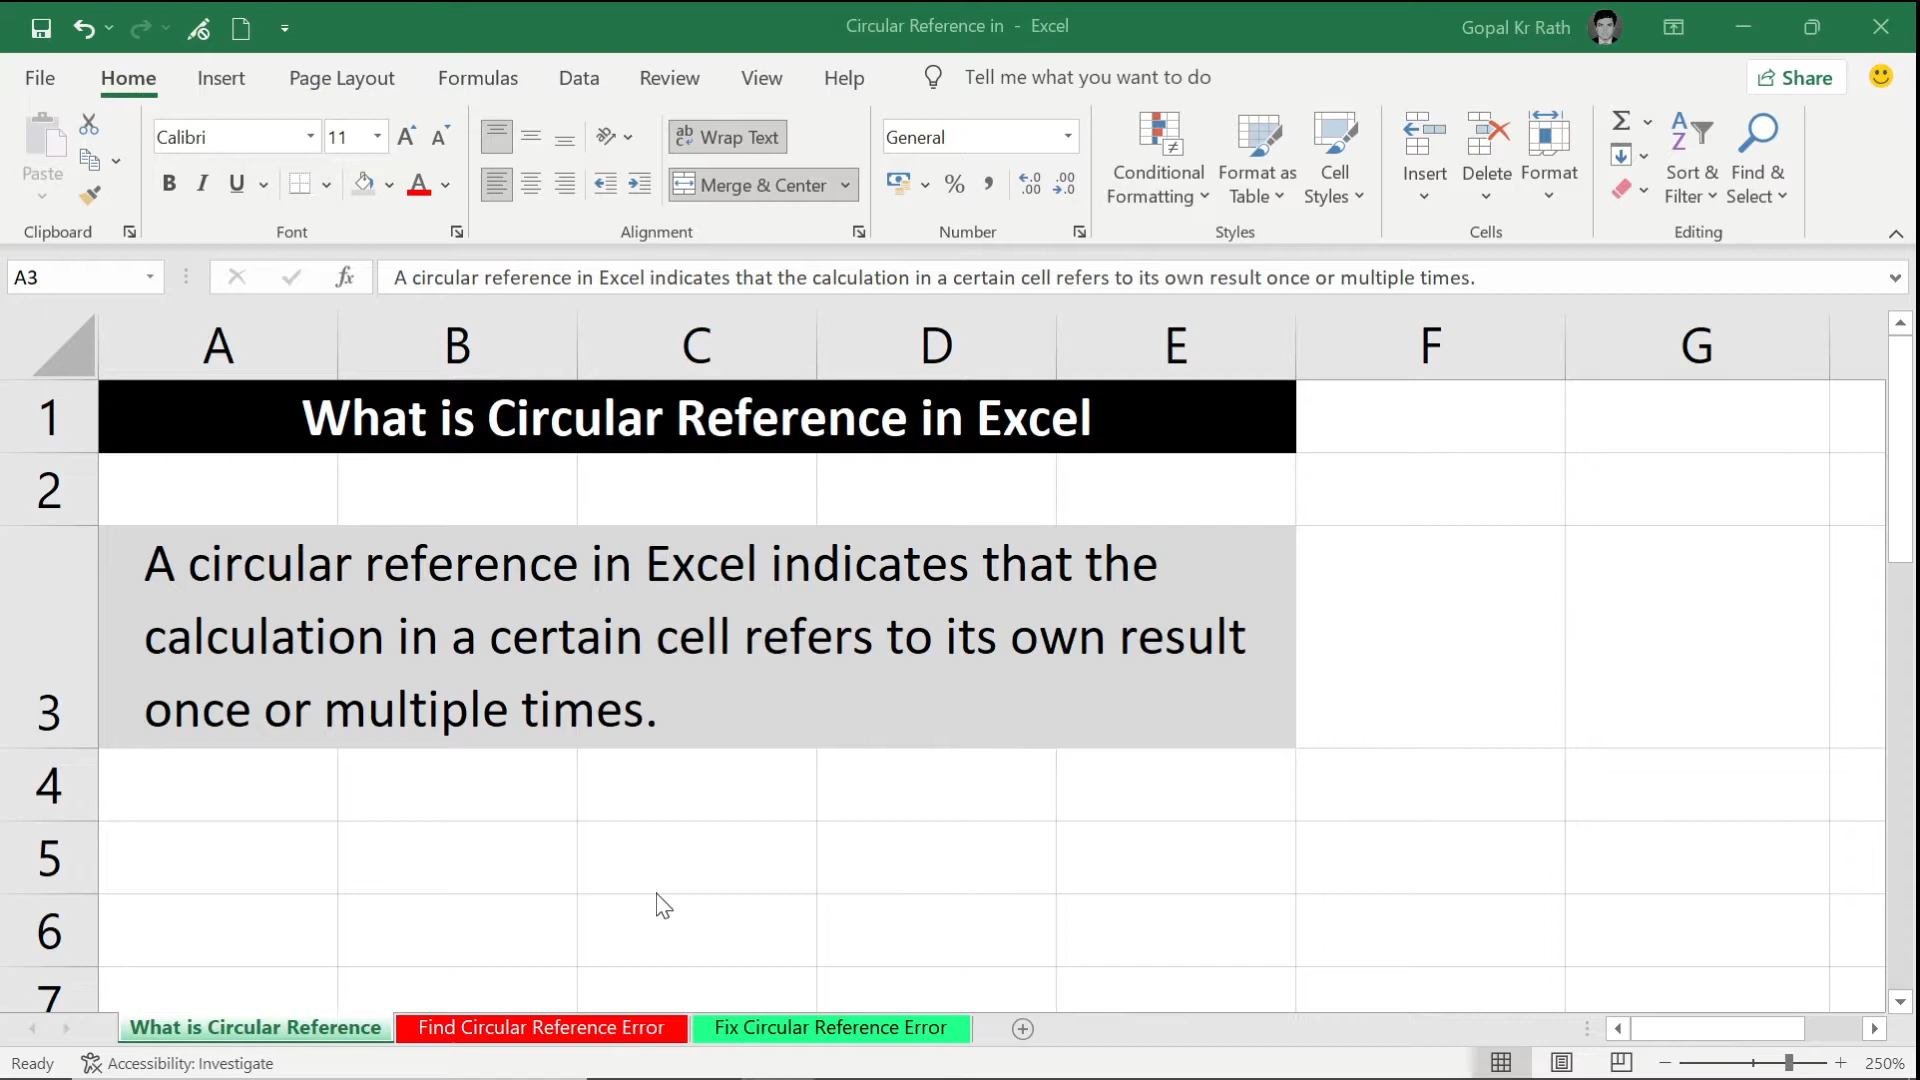 Circular Reference in - Excel
Gopal Kr Rath
File Home Insert Page Layout Formulas Data Review View Help Tell me what you want to do
Share
Paste
Clipboard
Calibri 11
B I U
Font
Wrap Text
Merge & Center
Alignment
General
Number
Conditional Formatting
Format as Table
Cell Styles
Styles
Insert Delete Format
Cells
Sort & Filter
Find & Select
Editing
A3
fx
A circular reference in Excel indicates that the calculation in a certain cell refers to its own result once or multiple times.
A B C D E F G
1 What is Circular Reference in Excel
2
A circular reference in Excel indicates that the
calculation in a certain cell refers to its own result
3 once or multiple times.
4
5
6
7
What is Circular Reference Find Circular Reference Error Fix Circular Reference Error
Ready Accessibility: Investigate 250%